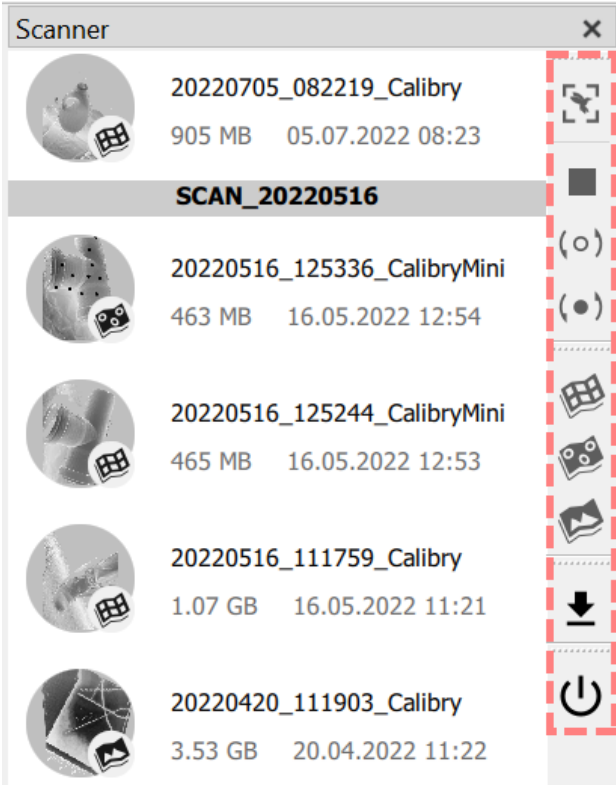 Scanner
20220705_082219_Calibry
905 MB 05.07.2022 08:23
SCAN_20220516
20220516_125336_CalibryMini
463 MB 16.05.2022 12:54
20220516_125244_CalibryMini
465 MB 16.05.2022 12:53
20220516_111759_Calibry
1.07 GB 16.05.2022 11:21
20220420_111903_Calibry
3.53 GB 20.04.2022 11:22